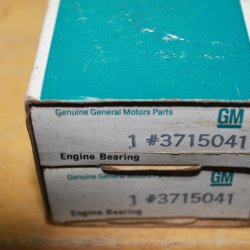 Genuine General Motors Parts
GM
1 #3715041
Engine Bearing
GM
1 #3715041
Engine Bearing